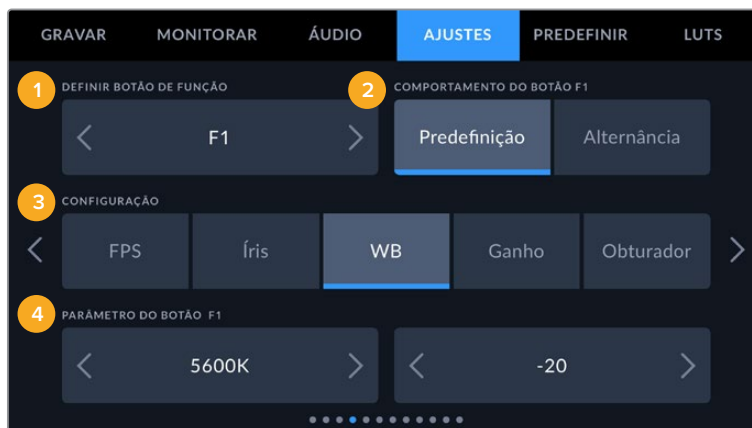 GRAVAR MONITORAR ÁUDIO AJUSTES PREDEFINIR LUTS
1 DEFINIR BOTÃO DE FUNÇÃO 2 COMPORTAMENTO DO BOTÃO F1
F1 Predefinição Alternância
3 CONFIGURAÇÃO
FPS Íris WB Ganho Obturador
4 PARÂMETRO DO BOTÃO F1
5600K -20